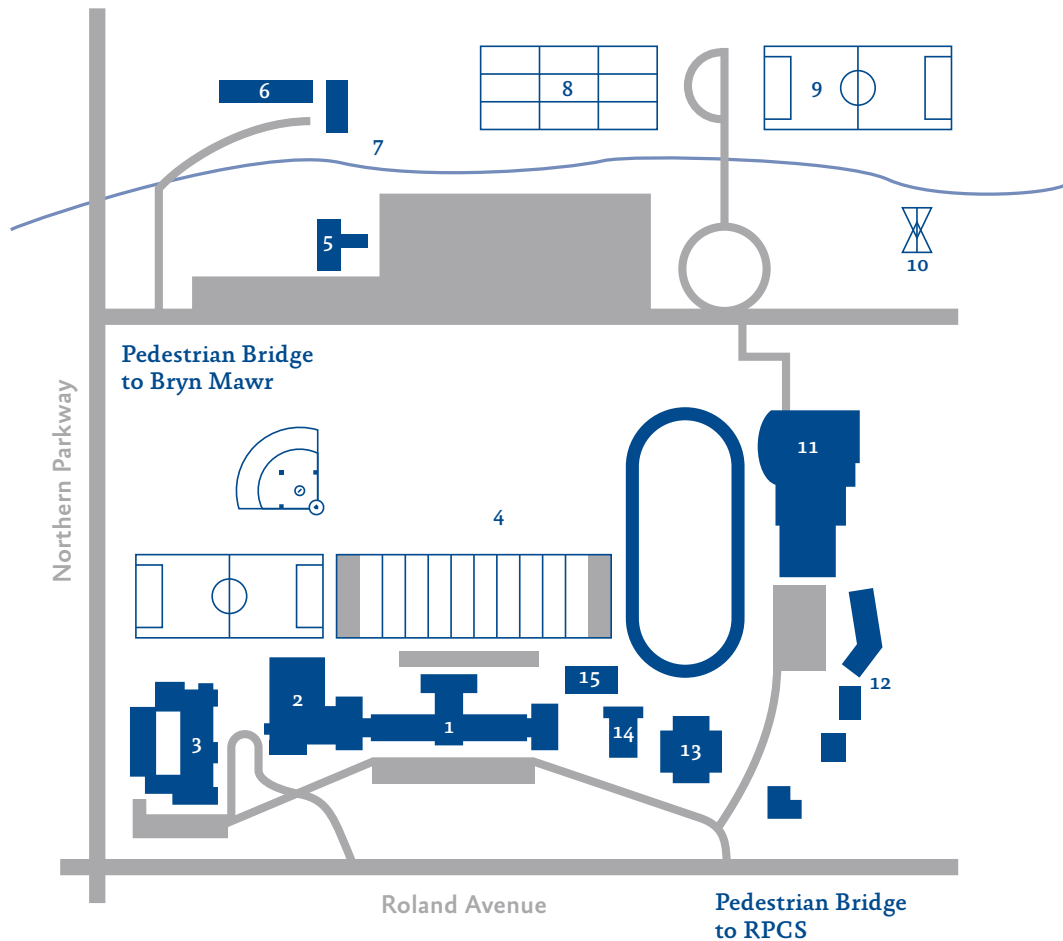 6
8
9
7
5
10
Pedestrian Bridge
to Bryn Mawr
Northern Parkway
11
4
15
12
2
1
14
3
13
Roland Avenue
Pedestrian Bridge
to RPCS